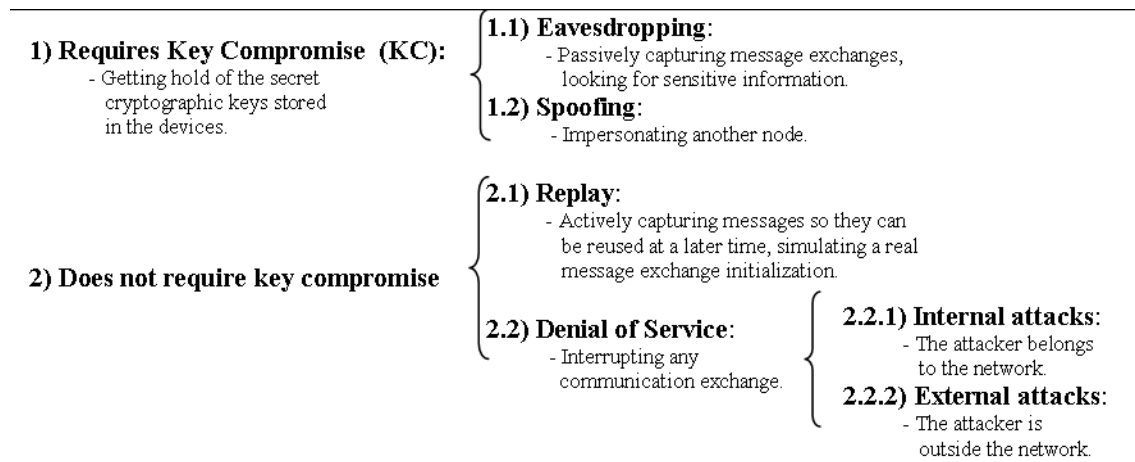 1) Requires Key Compromise (KC):
- Getting hold of the secret
cryptographic keys stored
in the devices.
1.1) Eavesdropping:
- Passively capturing message exchanges,
looking for sensitive information.
1.2) Spoofing:
- Impersonating another node.
2) Does not require key compromise
2.1) Replay:
- Actively capturing messages so they can
be reused at a later time, simulating a real
message exchange initialization.
2.2) Denial of Service:
- Interrupting any
communication exchange.
2.2.1) Internal attacks:
- The attacker belongs
to the network.
2.2.2) External attacks:
- The attacker is
outside the network.